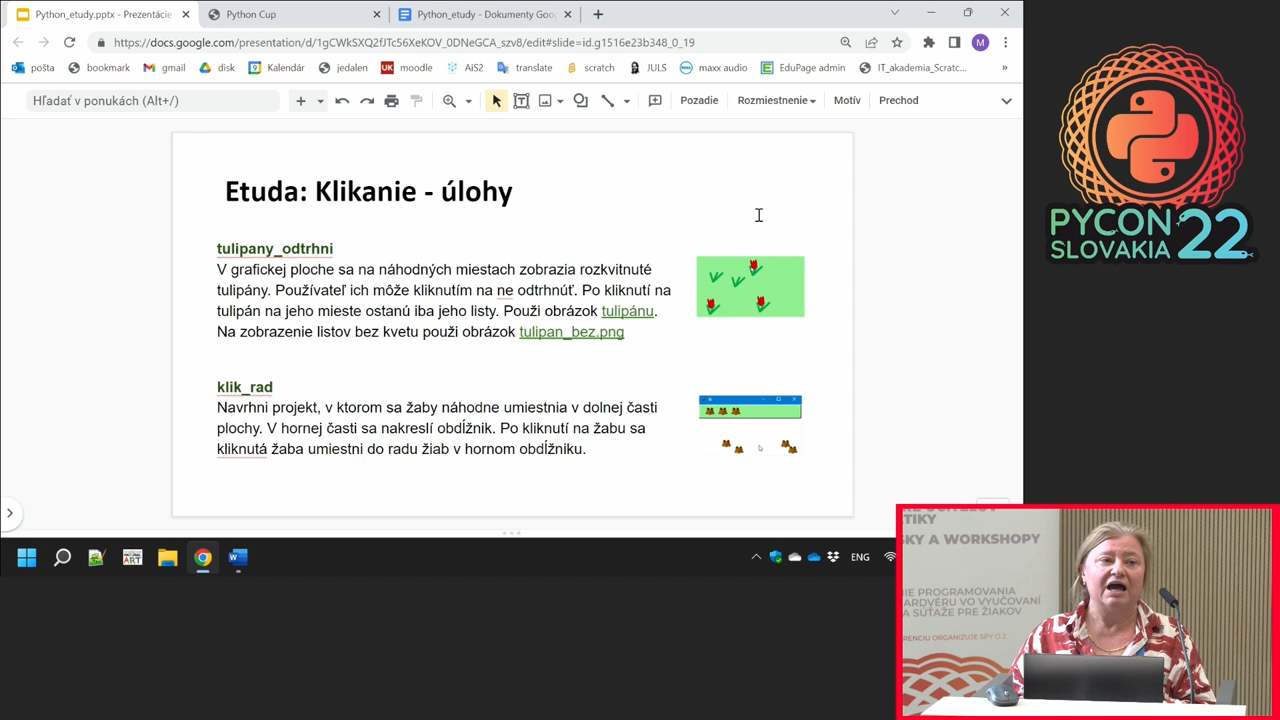 Python_etudy.pptx - Prezentácie
Python Cup
Python_etudy - Dokumenty Goo
https://docs.google.com/presentation/d/1gCWkSXQ2fJTc56XeKOV_0DNeGCA_szv8/edit#slide=id.g1516e23b348_0_19
M
pošta
bookmark
gmail
disk
Kalendár
jedalen
UK
moodle
AiS2
translate
scratch
JULS
maxx audio
EduPage admin
IT_akademia_Scratc...
»
Hľadať v ponukách (Alt+/)
Pozadie
Rozmiestnenie
Motív
Prechod
Etuda: Klikanie - úlohy
tulipany_odtrhni
V grafickej ploche sa na náhodných miestach zobrazia rozkvitnuté
tulipány. Používateľ ich môže kliknutím na ne odtrhnúť. Po kliknutí na
tulipán na jeho mieste ostanú iba jeho listy. Použi obrázok tulipánu.
Na zobrazenie listov bez kvetu použi obrázok tulipan_bez.png
klik_rad
Navrhni projekt, v ktorom sa žaby náhodne umiestnia v dolnej časti
plochy. V hornej časti sa nakreslí obdĺžnik. Po kliknutí na žabu sa
kliknutá žaba umiestni do radu žiab v hornom obdĺžniku.
ENG
PYCON
SLOVAKIA
22
TIKY
KY A WORKSHOPY
NIE PROGRAMOVANIA
ARDVÉRU VO VYUČOVANÍ
A SÚŤAŽE PRE ŽIAKOV
ERENCIU ORGANIZUJE SPY O.Z.